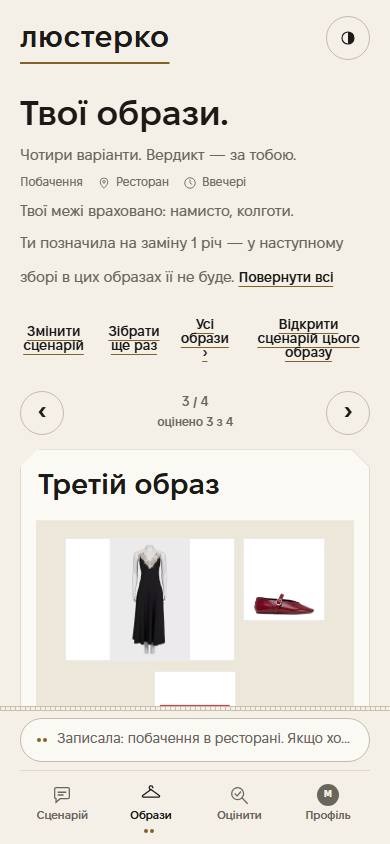 люстерко
Твої образи.
Чотири варіанти. Вердикт — за тобою.
Побачення Ресторан Ввечері
Твої межі враховано: намисто, колготи.
Ти позначила на заміну 1 річ — у наступному
зборі в цих образах її не буде. Повернути всі
Змінити
сценарій
Зібрати
ще раз
Усі
образи
›
Відкрити
сценарій цього
образу
‹
3 / 4
оцінено 3 з 4
›
Третій образ
Записала: побачення в ресторані. Якщо хо...
Сценарій
Образи
Оцінити
М
Профіль